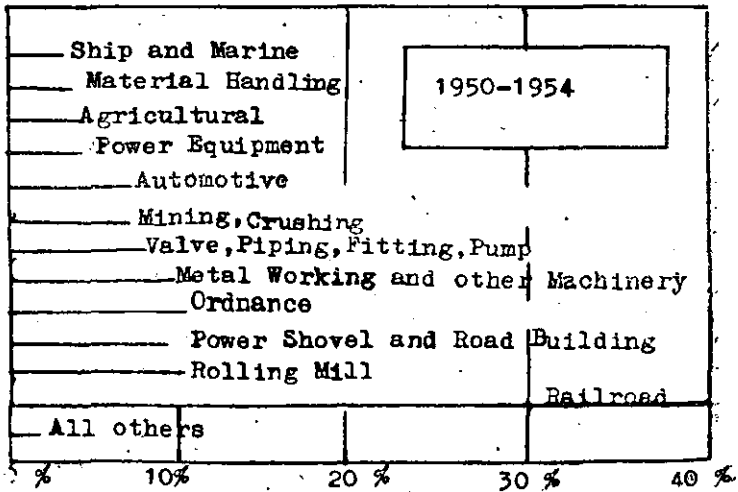 Ship and Marine
Material Handling
1950-1954
Agricultural
Power Equipment
Automotive
Mining,Crushing
Valve,Piping,Fitting,Pump
Metal Working and other Machinery
Ordnance
Power Shovel and Road Building
Rolling Mill
Railroad
All others
% 10% 20 % 30 % 40 %